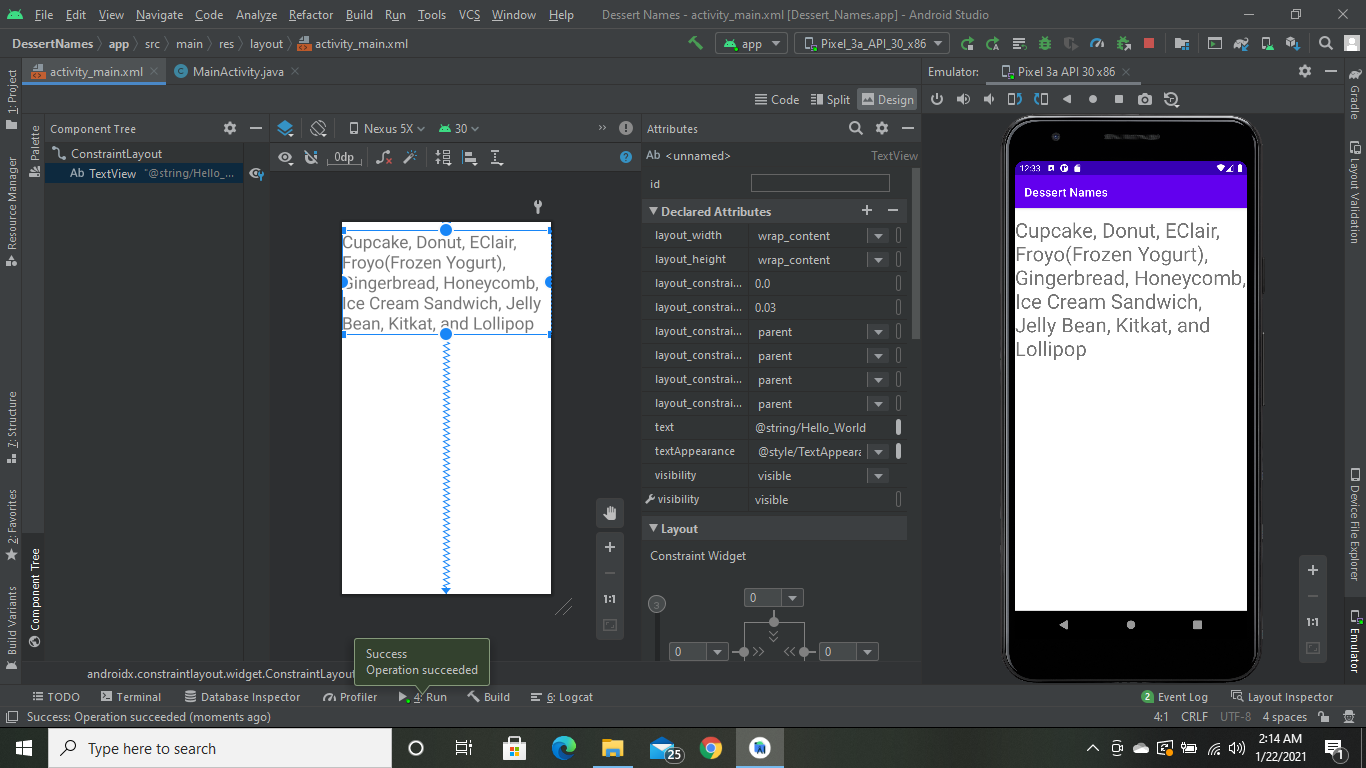 File Edit View Navigate Code Analyze Refactor Build Run Tools VCS Window Help Dessert Names - activity_main.xml [Dessert_Names.app] - Android Studio
DessertNames app src main res layout activity_main.xml app Pixel_3a_API_30_x86
activity_main.xml MainActivity.java Emulator: Pixel 3a API 30 x86
Code Split Design
Component Tree Nexus 5X 30 Attributes
ConstraintLayout 0dp Ab <unnamed> TextView
Ab TextView "@string/Hello_...
id
Declared Attributes
layout_width wrap_content
layout_height wrap_content
layout_constrai... 0.0
layout_constrai... 0.03
layout_constrai... parent
layout_constrai... parent
layout_constrai... parent
layout_constrai... parent
text @string/Hello_World
textAppearance @style/TextAppeara
visibility visible
visibility visible
Layout
Constraint Widget
0
3
0 0
Cupcake, Donut, EClair,
Froyo(Frozen Yogurt),
Gingerbread, Honeycomb,
Ice Cream Sandwich, Jelly
Bean, Kitkat, and Lollipop
1:1
12:33
Dessert Names
Cupcake, Donut, EClair,
Froyo(Frozen Yogurt),
Gingerbread, Honeycomb,
Ice Cream Sandwich,
Jelly Bean, Kitkat, and
Lollipop
1:1
1: Project
Resource Manager
7: Structure
2: Favorites
Build Variants
Palette
Component Tree
Gradle
Layout Validation
Device File Explorer
Emulator
Success
Operation succeeded
androidx.constraintlayout.widget.ConstraintLayout
TODO Terminal Database Inspector Profiler 4: Run Build 6: Logcat 2 Event Log Layout Inspector
Success: Operation succeeded (moments ago) 4:1 CRLF UTF-8 4 spaces
Type here to search 25 2:14 AM
1/22/2021 1